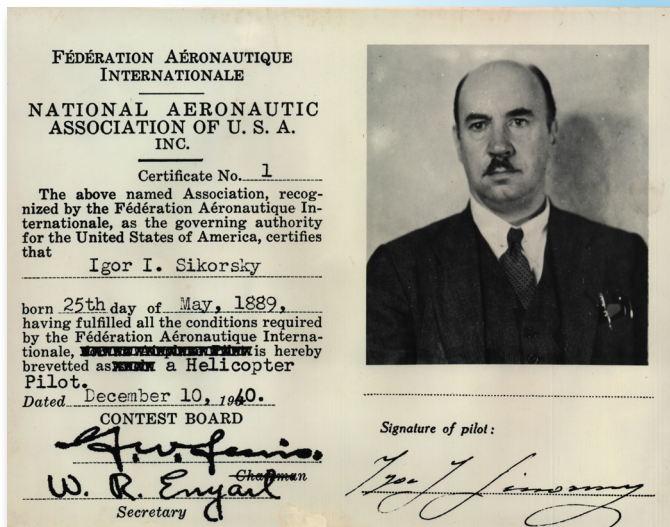 FÉDÉRATION AÉRONAUTIQUE
INTERNATIONALE
NATIONAL AERONAUTIC
ASSOCIATION OF U. S. A.
INC.
Certificate No. 1
The above named Association, recog-
nized by the Fédération Aéronautique In-
ternationale, as the governing authority
for the United States of America, certifies
that
Igor I. Sikorsky
born 25th day of May, 1889,
having fulfilled all the conditions required
by the Fédération Aéronautique Interna-
tionale, is hereby
brevetted as a Helicopter
Pilot.
Dated December 10, 1940.
CONTEST BOARD
Chairman
W. R. Enyart
Secretary
Signature of pilot: